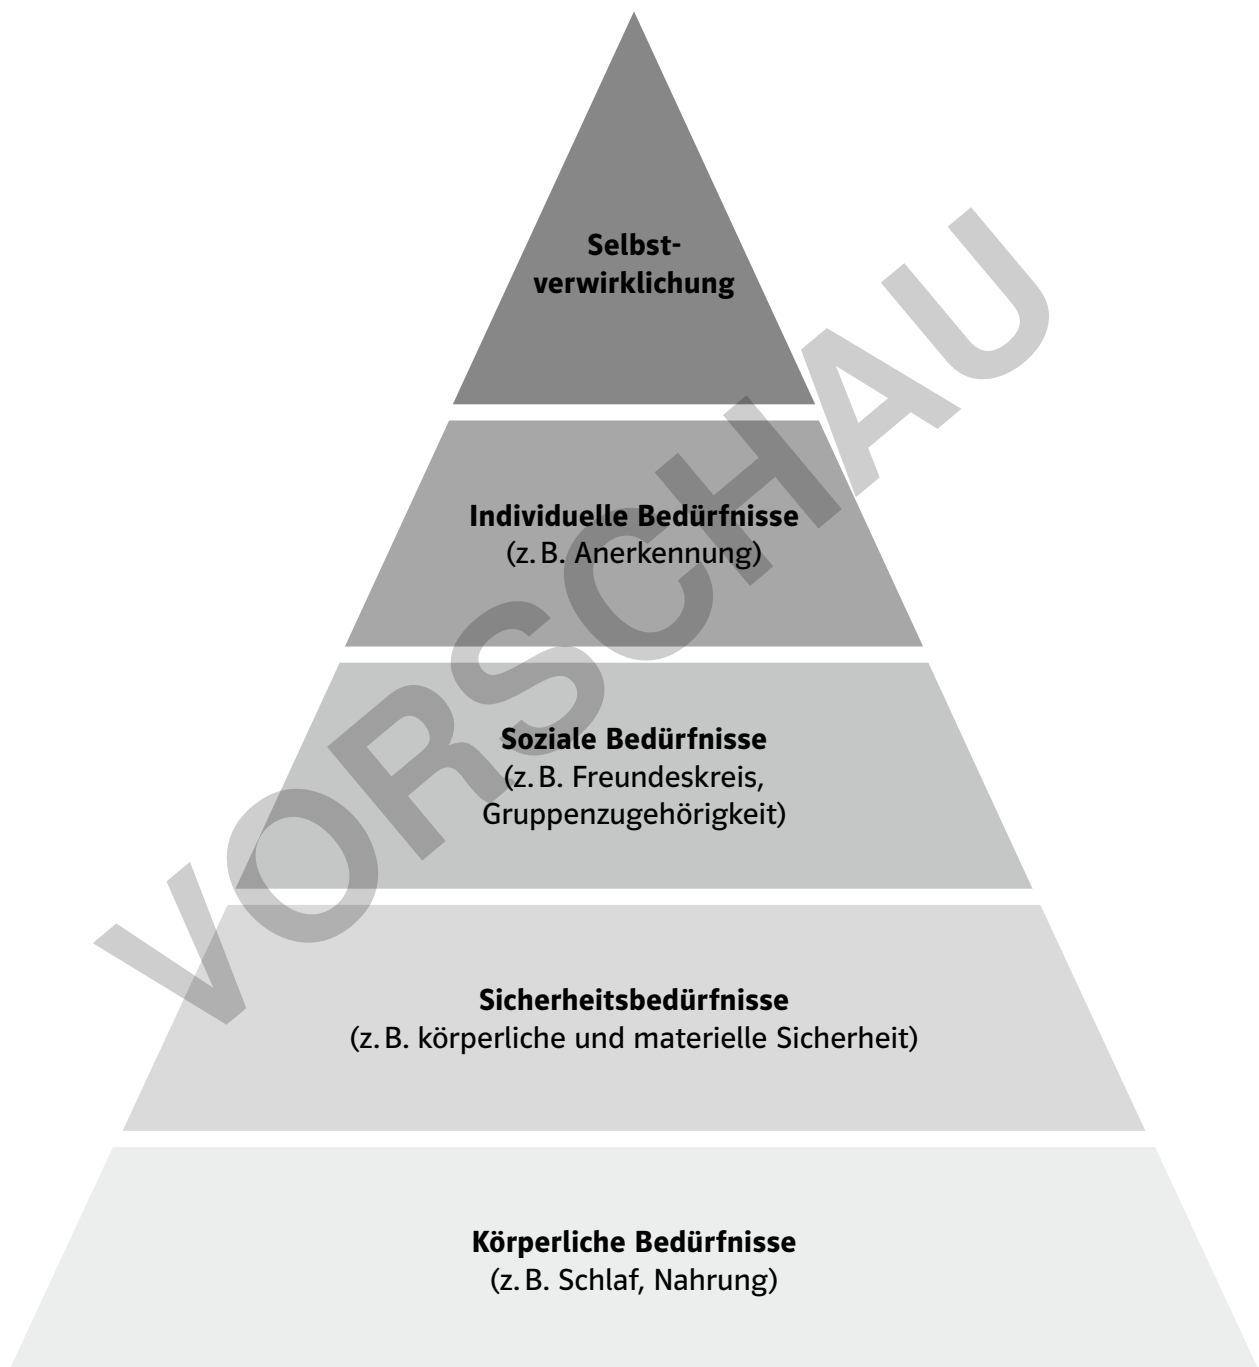 Selbst-
verwirklichung
Individuelle Bedürfnisse
(z. B. Anerkennung)
Soziale Bedürfnisse
(z. B. Freundeskreis,
Gruppenzugehörigkeit)
Sicherheitsbedürfnisse
(z. B. körperliche und materielle Sicherheit)
Körperliche Bedürfnisse
(z. B. Schlaf, Nahrung)
VORSCHAU